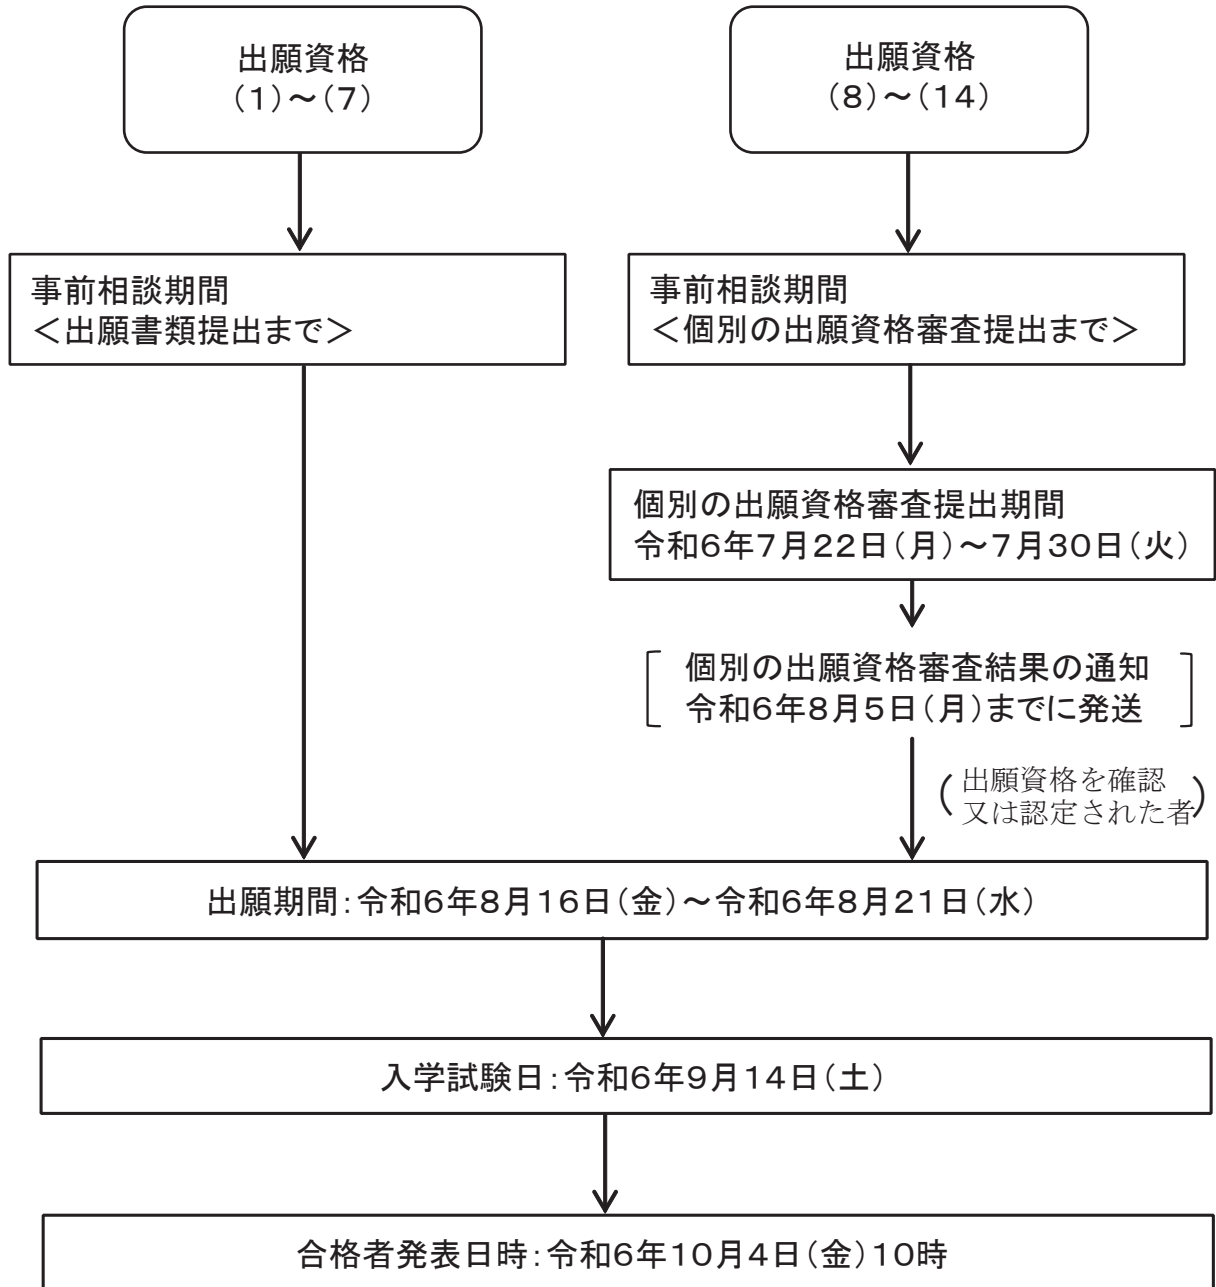 出願資格
（１）～（７）
出願資格
（８）～（１４）
事前相談期間
＜出願書類提出まで＞
事前相談期間
＜個別の出願資格審査提出まで＞
個別の出願資格審査提出期間
令和６年７月２２日（月）～７月３０日（火）
個別の出願資格審査結果の通知
令和６年８月５日（月）までに発送
（出願資格を確認
又は認定された者）
出願期間：令和６年８月１６日（金）～令和６年８月２１日（水）
入学試験日：令和６年９月１４日（土）
合格者発表日時：令和６年１０月４日（金）１０時